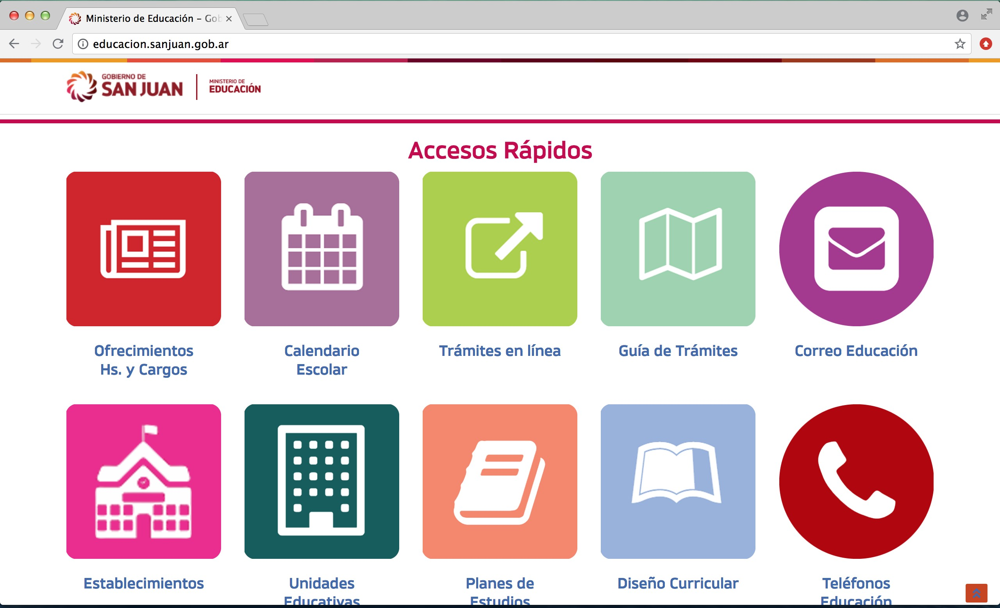 Ministerio de Educación – Gob
educacion.sanjuan.gob.ar
GOBIERNO DE
SAN JUAN
MINISTERIO DE
EDUCACIÓN
Accesos Rápidos
Ofrecimientos
Hs. y Cargos
Calendario
Escolar
Trámites en línea
Guía de Trámites
Correo Educación
Establecimientos
Unidades
Educativas
Planes de
Estudios
Diseño Curricular
Teléfonos
Educación